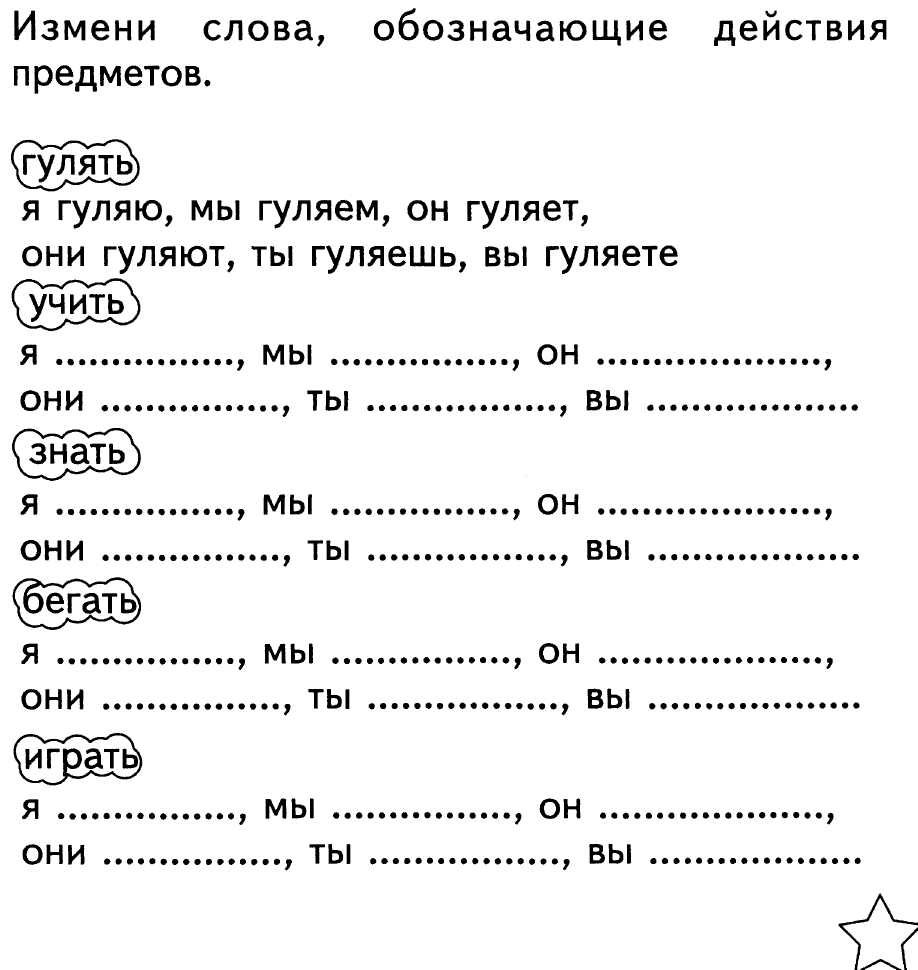 Измени слова, обозначающие действия
предметов.
гулять
я гуляю, мы гуляем, он гуляет,
они гуляют, ты гуляешь, вы гуляете
учить
я ................, мы ................, он ....................,
они ................, ты ................., вы ...................
знать
я ................, мы ................, он ....................,
они ................, ты ................., вы ...................
бегать
я ................, мы ................, он ....................,
они ................, ты ................., вы ...................
играть
я ................, мы ................, он ....................,
они ................, ты ................., вы ...................